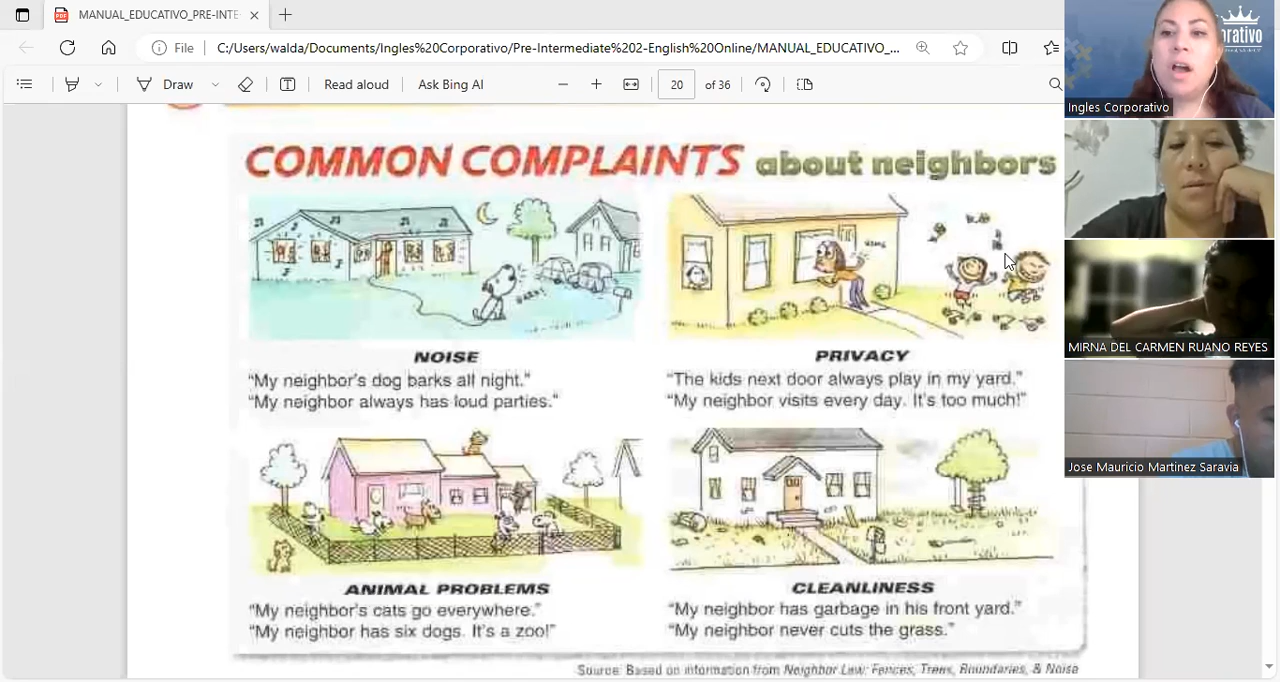 MANUAL_EDUCATIVO_PRE-INTE
File
C:/Users/walda/Documents/Ingles%20Corporativo/Pre-Intermediate%202-English%20Online/MANUAL_EDUCATIVO_...
Draw
Read aloud
Ask Bing AI
20 of 36
orativo
Ingles Corporativo
MIRNA DEL CARMEN RUANO REYES
Jose Mauricio Martinez Saravia
COMMON COMPLAINTS about neighbors
NOISE
"My neighbor's dog barks all night."
"My neighbor always has loud parties."
PRIVACY
"The kids next door always play in my yard."
"My neighbor visits every day. It's too much!"
ANIMAL PROBLEMS
"My neighbor's cats go everywhere."
"My neighbor has six dogs. It's a zoo!"
CLEANLINESS
"My neighbor has garbage in his front yard."
"My neighbor never cuts the grass."
Source: Based on information from Neighbor Law: Fences, Trees, Boundaries, & Noise